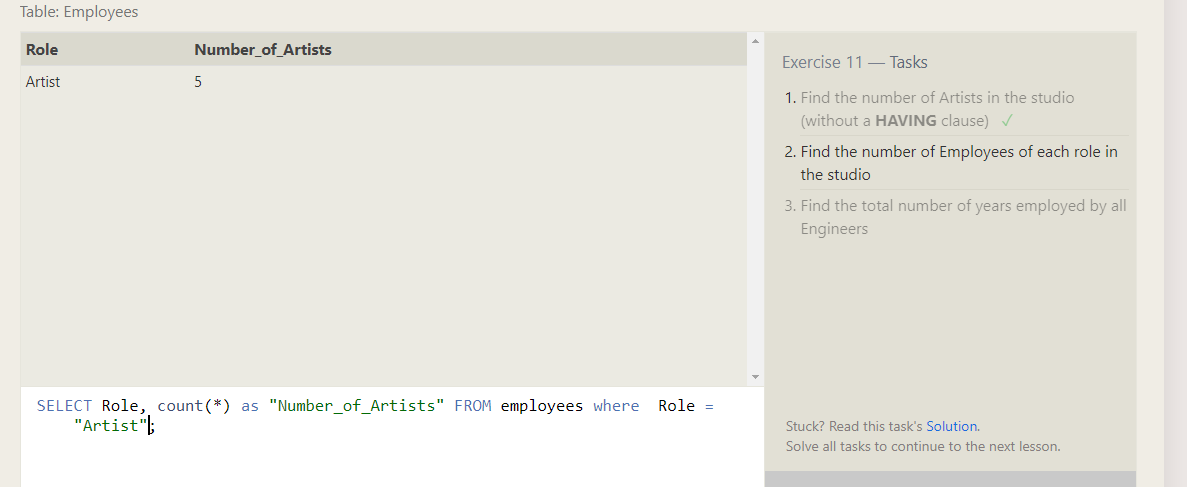 Table: Employees
Role Number_of_Artists
Artist 5
SELECT Role, count(*) as "Number_of_Artists" FROM employees where  Role =
"Artist";
Exercise 11 — Tasks
1. Find the number of Artists in the studio
(without a HAVING clause) ✓
2. Find the number of Employees of each role in
the studio
3. Find the total number of years employed by all
Engineers
Stuck? Read this task's Solution.
Solve all tasks to continue to the next lesson.